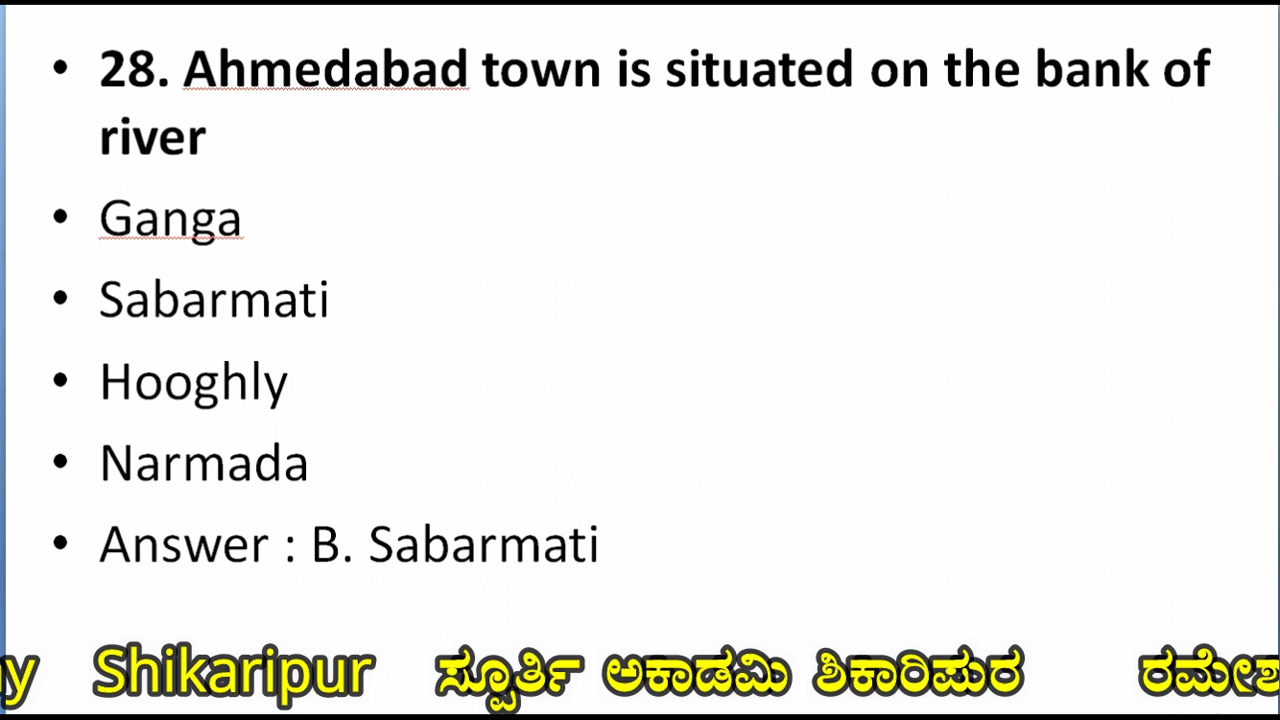 • 28. Ahmedabad town is situated on the bank of
river
• Ganga
• Sabarmati
• Hooghly
• Narmada
• Answer : B. Sabarmati
Shikaripur ಸ್ಪೂರ್ತಿ ಅಕಾಡಮಿ ಶಿಕಾರಿಪುರ